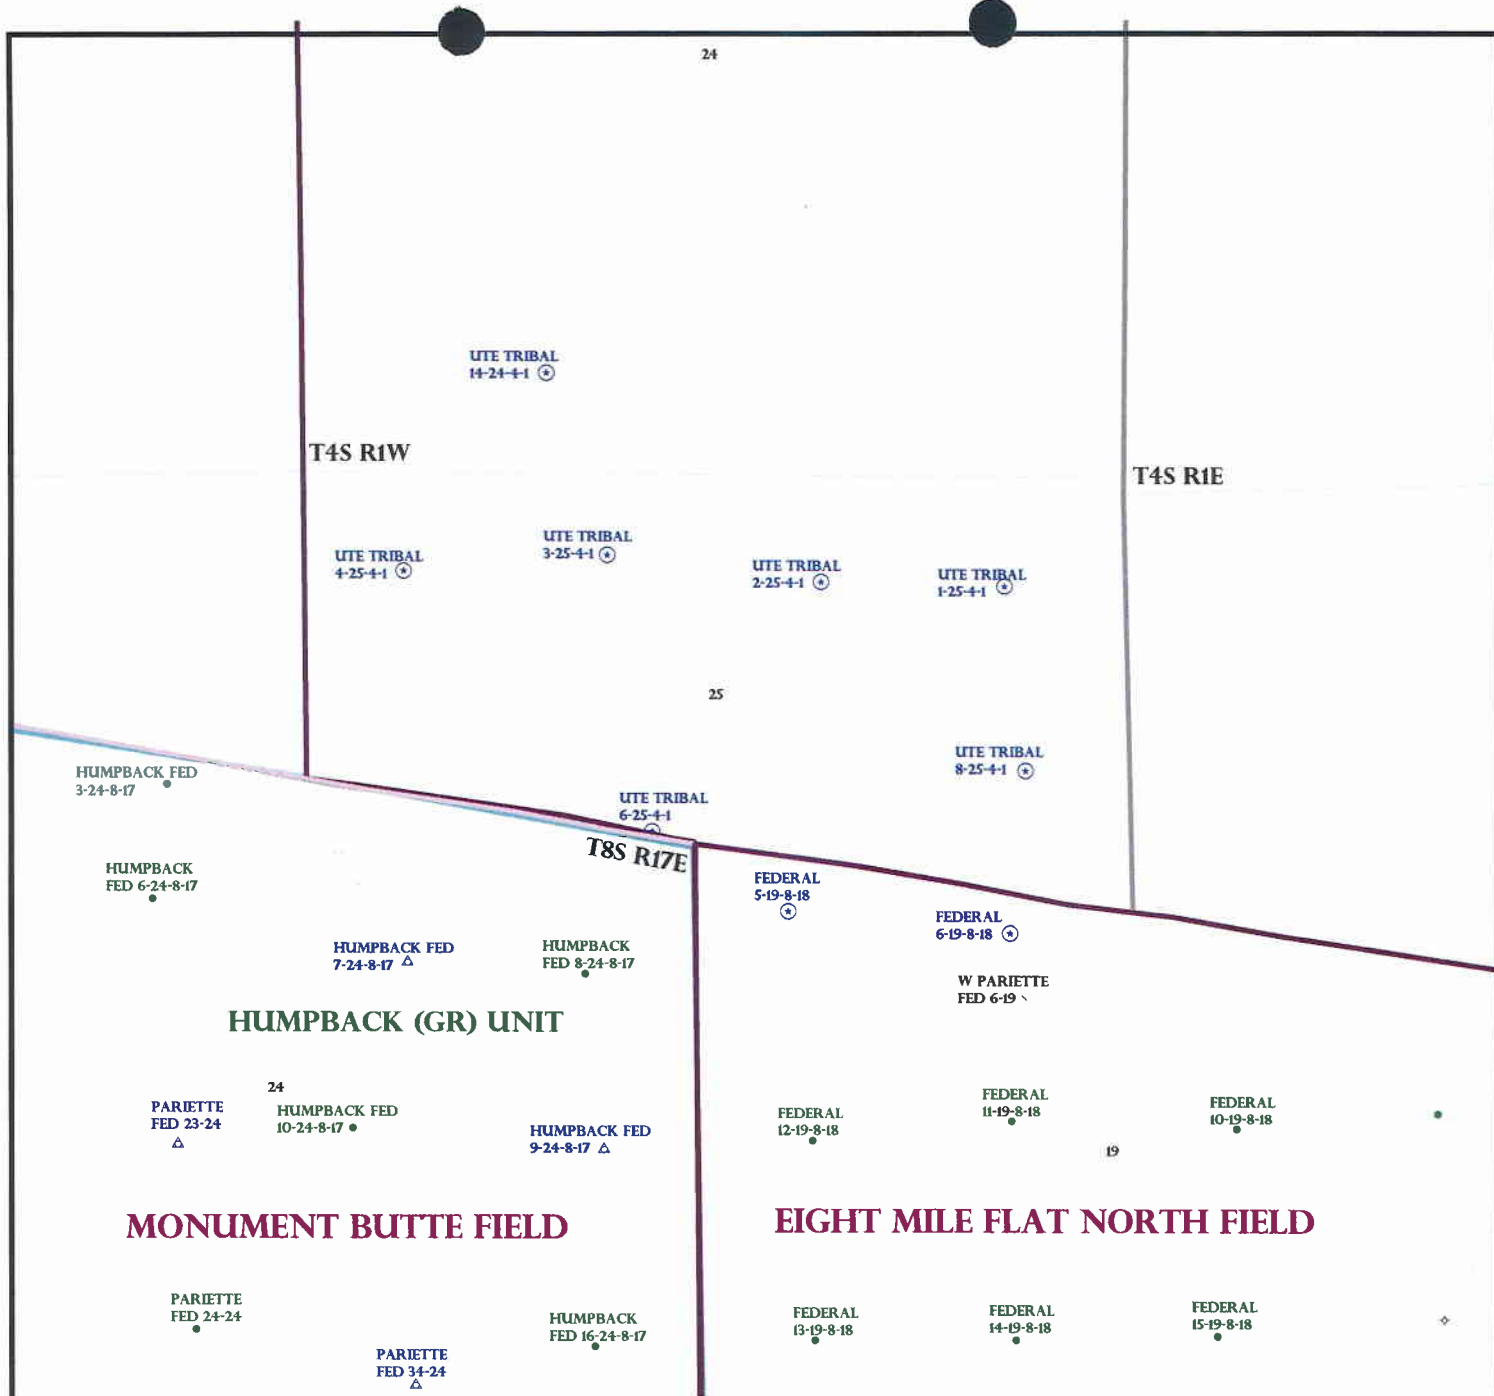 24
UTE TRIBAL
14-24-4-1
T4S R1W
T4S R1E
UTE TRIBAL
4-25-4-1
UTE TRIBAL
3-25-4-1
UTE TRIBAL
2-25-4-1
UTE TRIBAL
1-25-4-1
25
UTE TRIBAL
8-25-4-1
HUMPBACK FED
3-24-8-17
UTE TRIBAL
6-25-4-1
T8S R17E
HUMPBACK
FED 6-24-8-17
FEDERAL
5-19-8-18
FEDERAL
6-19-8-18
HUMPBACK FED
7-24-8-17
HUMPBACK
FED 8-24-8-17
W PARIETTE
FED 6-19
HUMPBACK (GR) UNIT
24
PARIETTE
FED 23-24
HUMPBACK FED
10-24-8-17
HUMPBACK FED
9-24-8-17
FEDERAL
12-19-8-18
FEDERAL
11-19-8-18
FEDERAL
10-19-8-18
19
MONUMENT BUTTE FIELD
EIGHT MILE FLAT NORTH FIELD
PARIETTE
FED 24-24
HUMPBACK
FED 16-24-8-17
FEDERAL
13-19-8-18
FEDERAL
14-19-8-18
FEDERAL
15-19-8-18
PARIETTE
FED 34-24